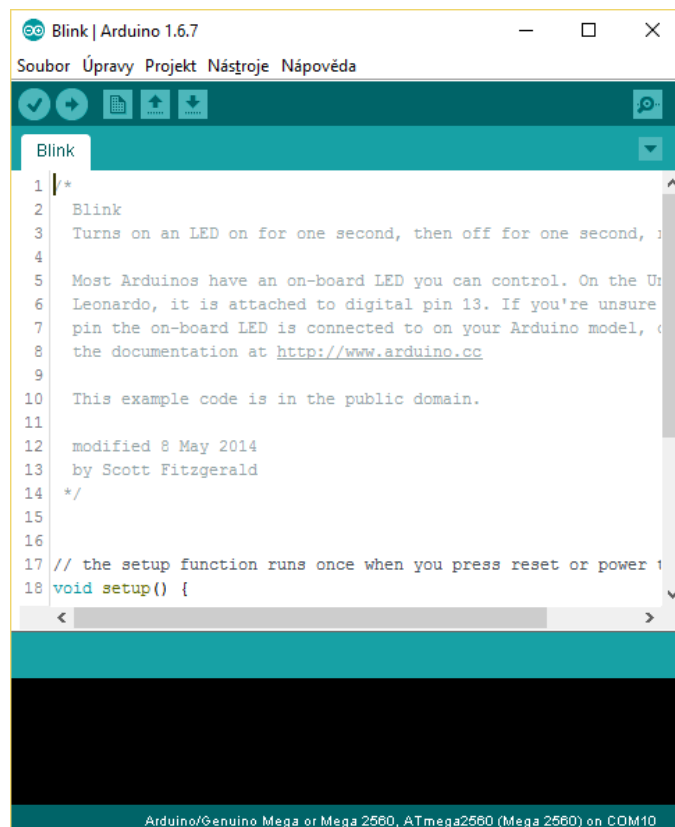 Blink | Arduino 1.6.7
Soubor Úpravy Projekt Nástroje Nápověda
Blink
1 /*
2 Blink
3 Turns on an LED on for one second, then off for one second,
4
5 Most Arduinos have an on-board LED you can control. On the
6 Leonardo, it is attached to digital pin 13. If you're unsure
7 pin the on-board LED is connected to on your Arduino model,
8 the documentation at http://www.arduino.cc
9
10 This example code is in the public domain.
11
12 modified 8 May 2014
13 by Scott Fitzgerald
14 */
15
16
17 // the setup function runs once when you press reset or power
18 void setup() {
Arduino/Genuino Mega or Mega 2560, ATmega2560 (Mega 2560) on COM10